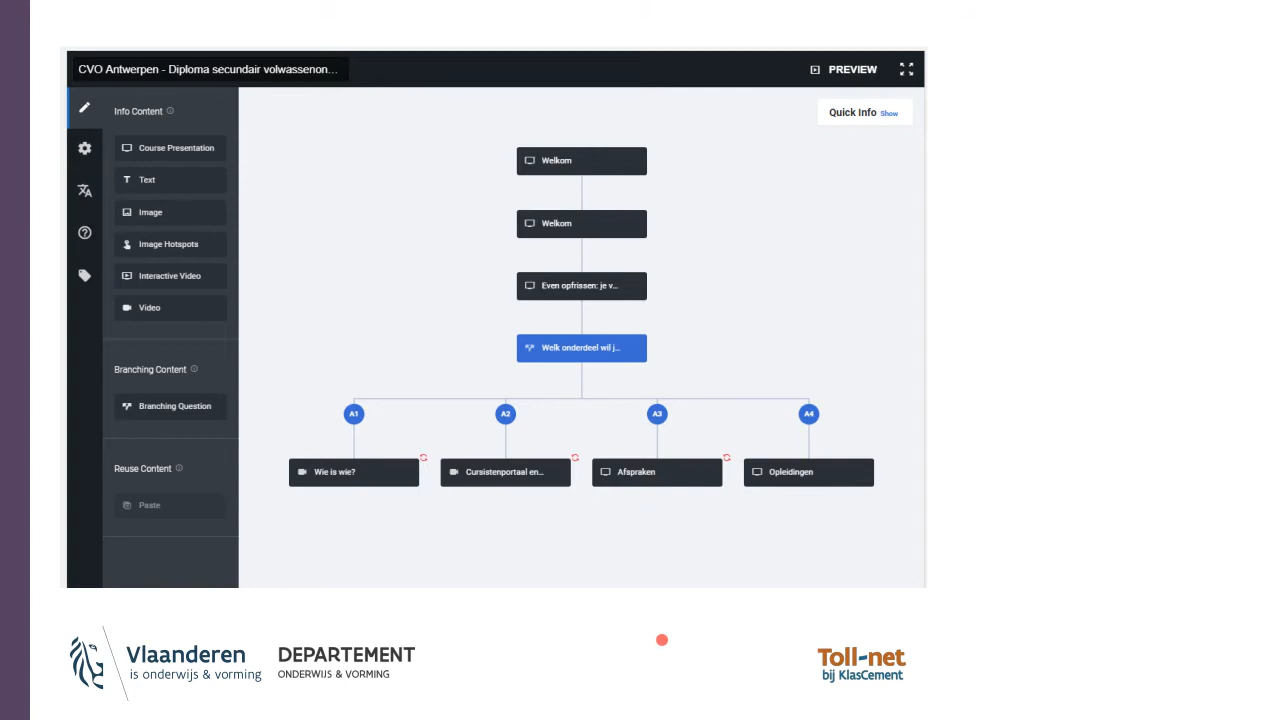 CVO Antwerpen - Diploma secundair volwassenon...
PREVIEW
Info Content
Quick Info Show
Course Presentation
Text
Image
Image Hotspots
Interactive Video
Video
Branching Content
Branching Question
Reuse Content
Paste
Welkom
Welkom
Even opfrissen: je v...
Welk onderdeel wil j...
A1
A2
A3
A4
Wie is wie?
Cursistenportaal en...
Afspraken
Opleidingen
Vlaanderen
is onderwijs & vorming
DEPARTEMENT
ONDERWIJS & VORMING
Toll-net
bij KlasCement